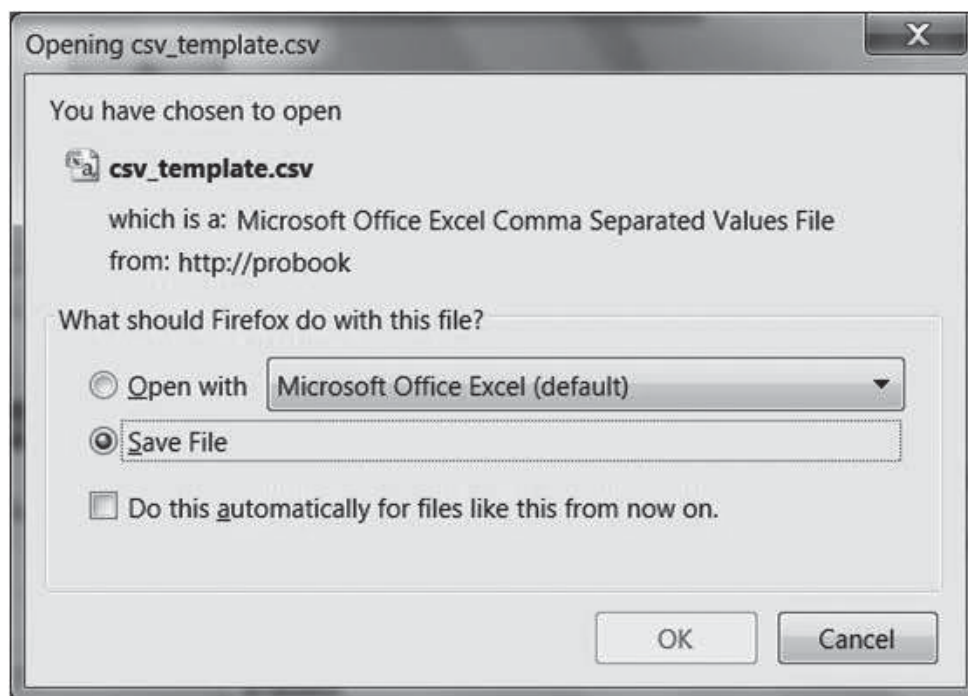 Opening csv_template.csv
You have chosen to open
csv_template.csv
which is a: Microsoft Office Excel Comma Separated Values File
from: http://probook
What should Firefox do with this file?
Open with Microsoft Office Excel (default)
Save File
Do this automatically for files like this from now on.
OK Cancel